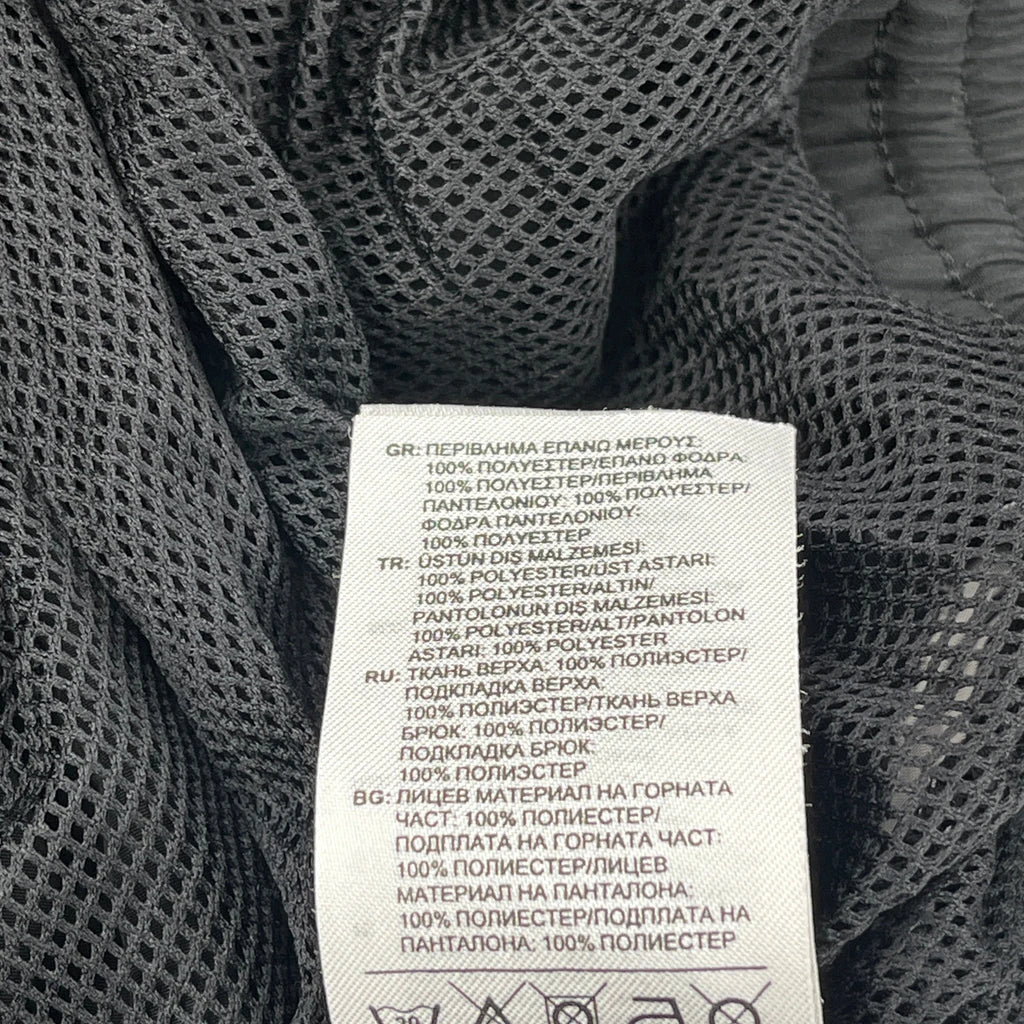 GR: ΠΕΡΙΒΛΗΜΑ ΕΠΑΝΩ ΜΕΡΟΥΣ:
100% ΠΟΛΥΕΣΤΕΡ/ΕΠΑΝΩ ΦΟΔΡΑ:
100% ΠΟΛΥΕΣΤΕΡ/ΠΕΡΙΒΛΗΜΑ
ΠΑΝΤΕΛΟΝΙΟΥ: 100% ΠΟΛΥΕΣΤΕΡ/
ΦΟΔΡΑ ΠΑΝΤΕΛΟΝΙΟΥ:
100% ΠΟΛΥΕΣΤΕΡ
TR: ÜSTÜN DIŞ MALZEMESİ:
100% POLYESTER/ÜST ASTARI:
100% POLYESTER/ALTIN/
PANTOLONUN DIŞ MALZEMESİ:
100% POLYESTER/ALT/PANTOLON
ASTARI: 100% POLYESTER
RU: ТКАНЬ ВЕРХА: 100% ПОЛИЭСТЕР/
ПОДКЛАДКА ВЕРХА:
100% ПОЛИЭСТЕР/ТКАНЬ ВЕРХА
БРЮК: 100% ПОЛИЭСТЕР/
ПОДКЛАДКА БРЮК:
100% ПОЛИЭСТЕР
BG: ЛИЦЕВ МАТЕРИАЛ НА ГОРНАТА
ЧАСТ: 100% ПОЛИЕСТЕР/
ПОДПЛАТА НА ГОРНАТА ЧАСТ:
100% ПОЛИЕСТЕР/ЛИЦЕВ
МАТЕРИАЛ НА ПАНТАЛОНА:
100% ПОЛИЕСТЕР/ПОДПЛАТА НА
ПАНТАЛОНА: 100% ПОЛИЕСТЕР